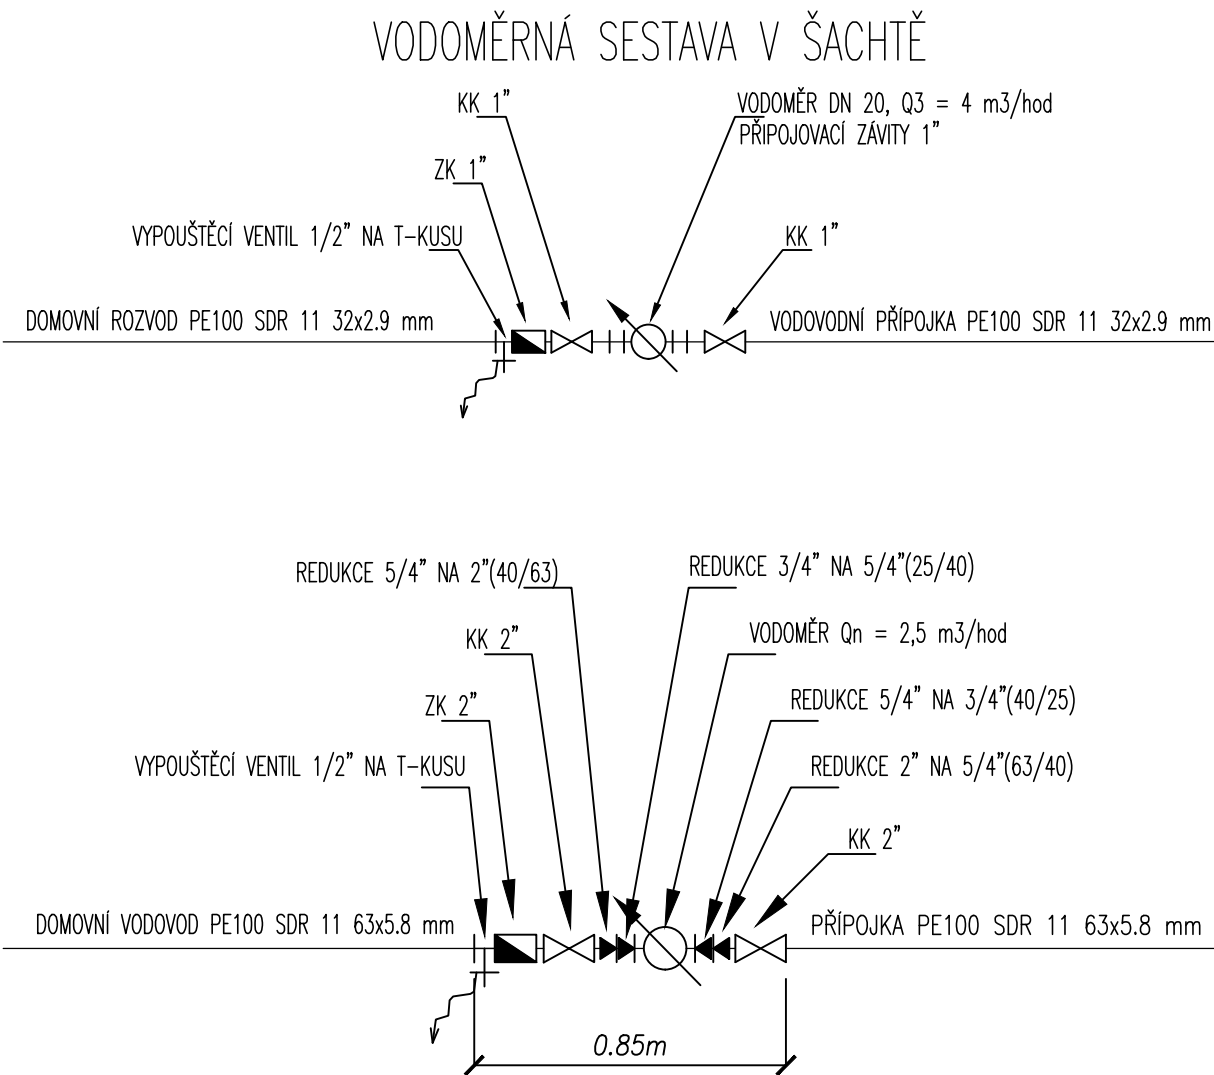 VODOMĚRNÁ SESTAVA V ŠACHTĚ
KK 1"
VODOMĚR DN 20, Q3 = 4 m3/hod
PŘIPOJOVACÍ ZÁVITY 1"
ZK 1"
VYPOUŠTĚCÍ VENTIL 1/2" NA T-KUSU
KK 1"
DOMOVNÍ ROZVOD PE100 SDR 11 32x2.9 mm
VODOVODNÍ PŘÍPOJKA PE100 SDR 11 32x2.9 mm
REDUKCE 5/4" NA 2"(40/63)
REDUKCE 3/4" NA 5/4"(25/40)
KK 2"
VODOMĚR Qn = 2,5 m3/hod
ZK 2"
REDUKCE 5/4" NA 3/4"(40/25)
VYPOUŠTĚCÍ VENTIL 1/2" NA T-KUSU
REDUKCE 2" NA 5/4"(63/40)
KK 2"
DOMOVNÍ VODOVOD PE100 SDR 11 63x5.8 mm
PŘÍPOJKA PE100 SDR 11 63x5.8 mm
0.85m